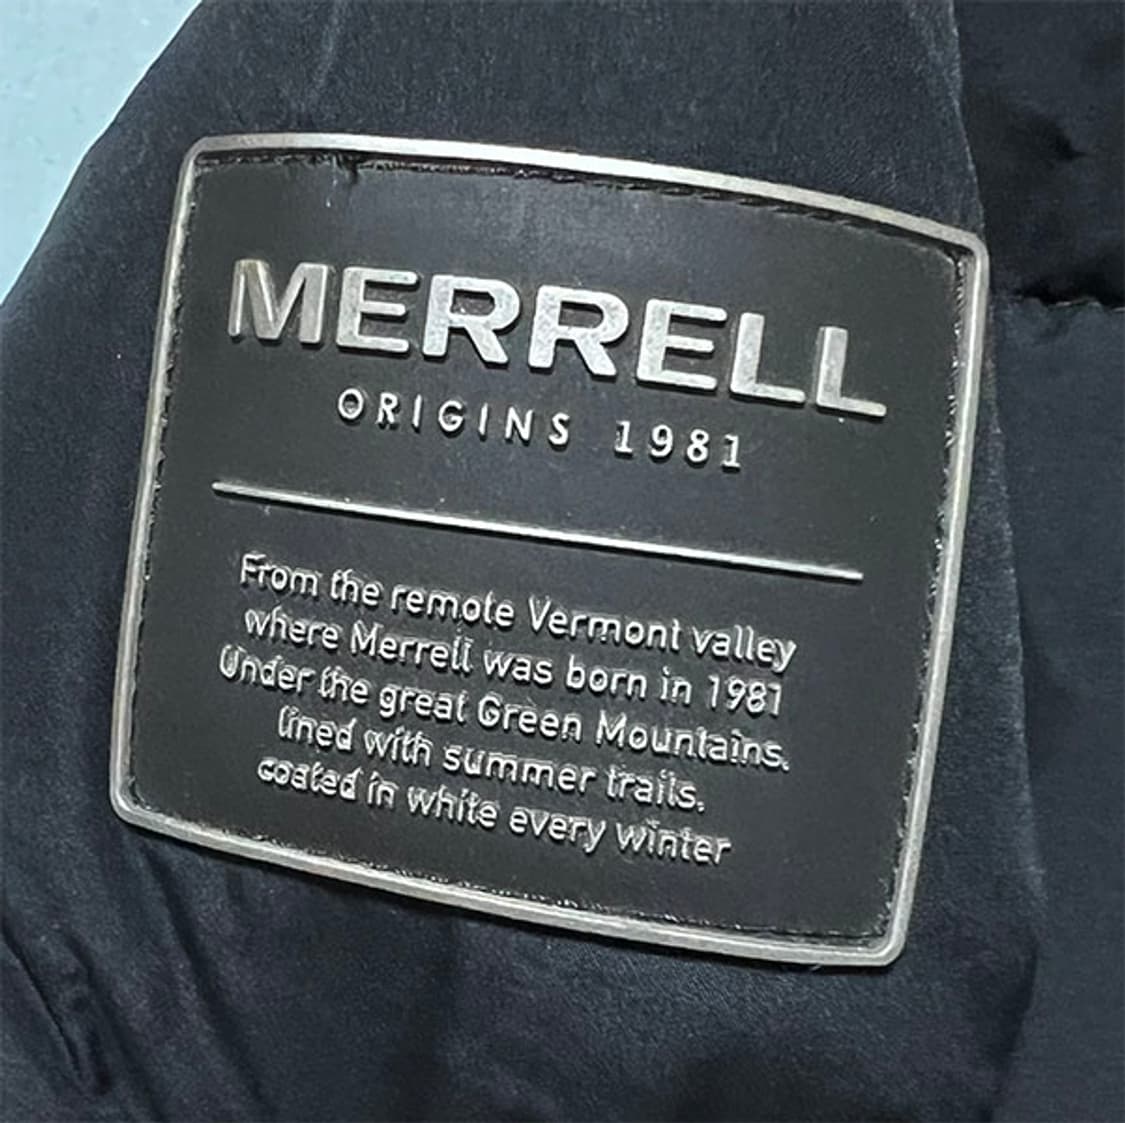 MERRELL
ORIGINS 1981
From the remote Vermont valley
where Merrell was born in 1981
Under the great Green Mountains.
lined with summer trails.
coated in white every winter